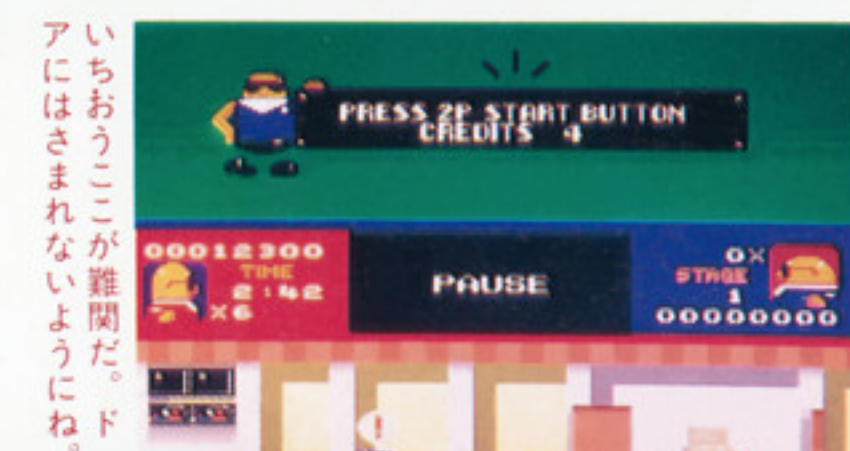 いちおうここが難関だ。ド
アにはさまれないようにね。
PRESS 2P START BUTTON
CREDITS 4
00012300
TIME
2:42
×6
PAUSE
0×
STAGE
1
00000000